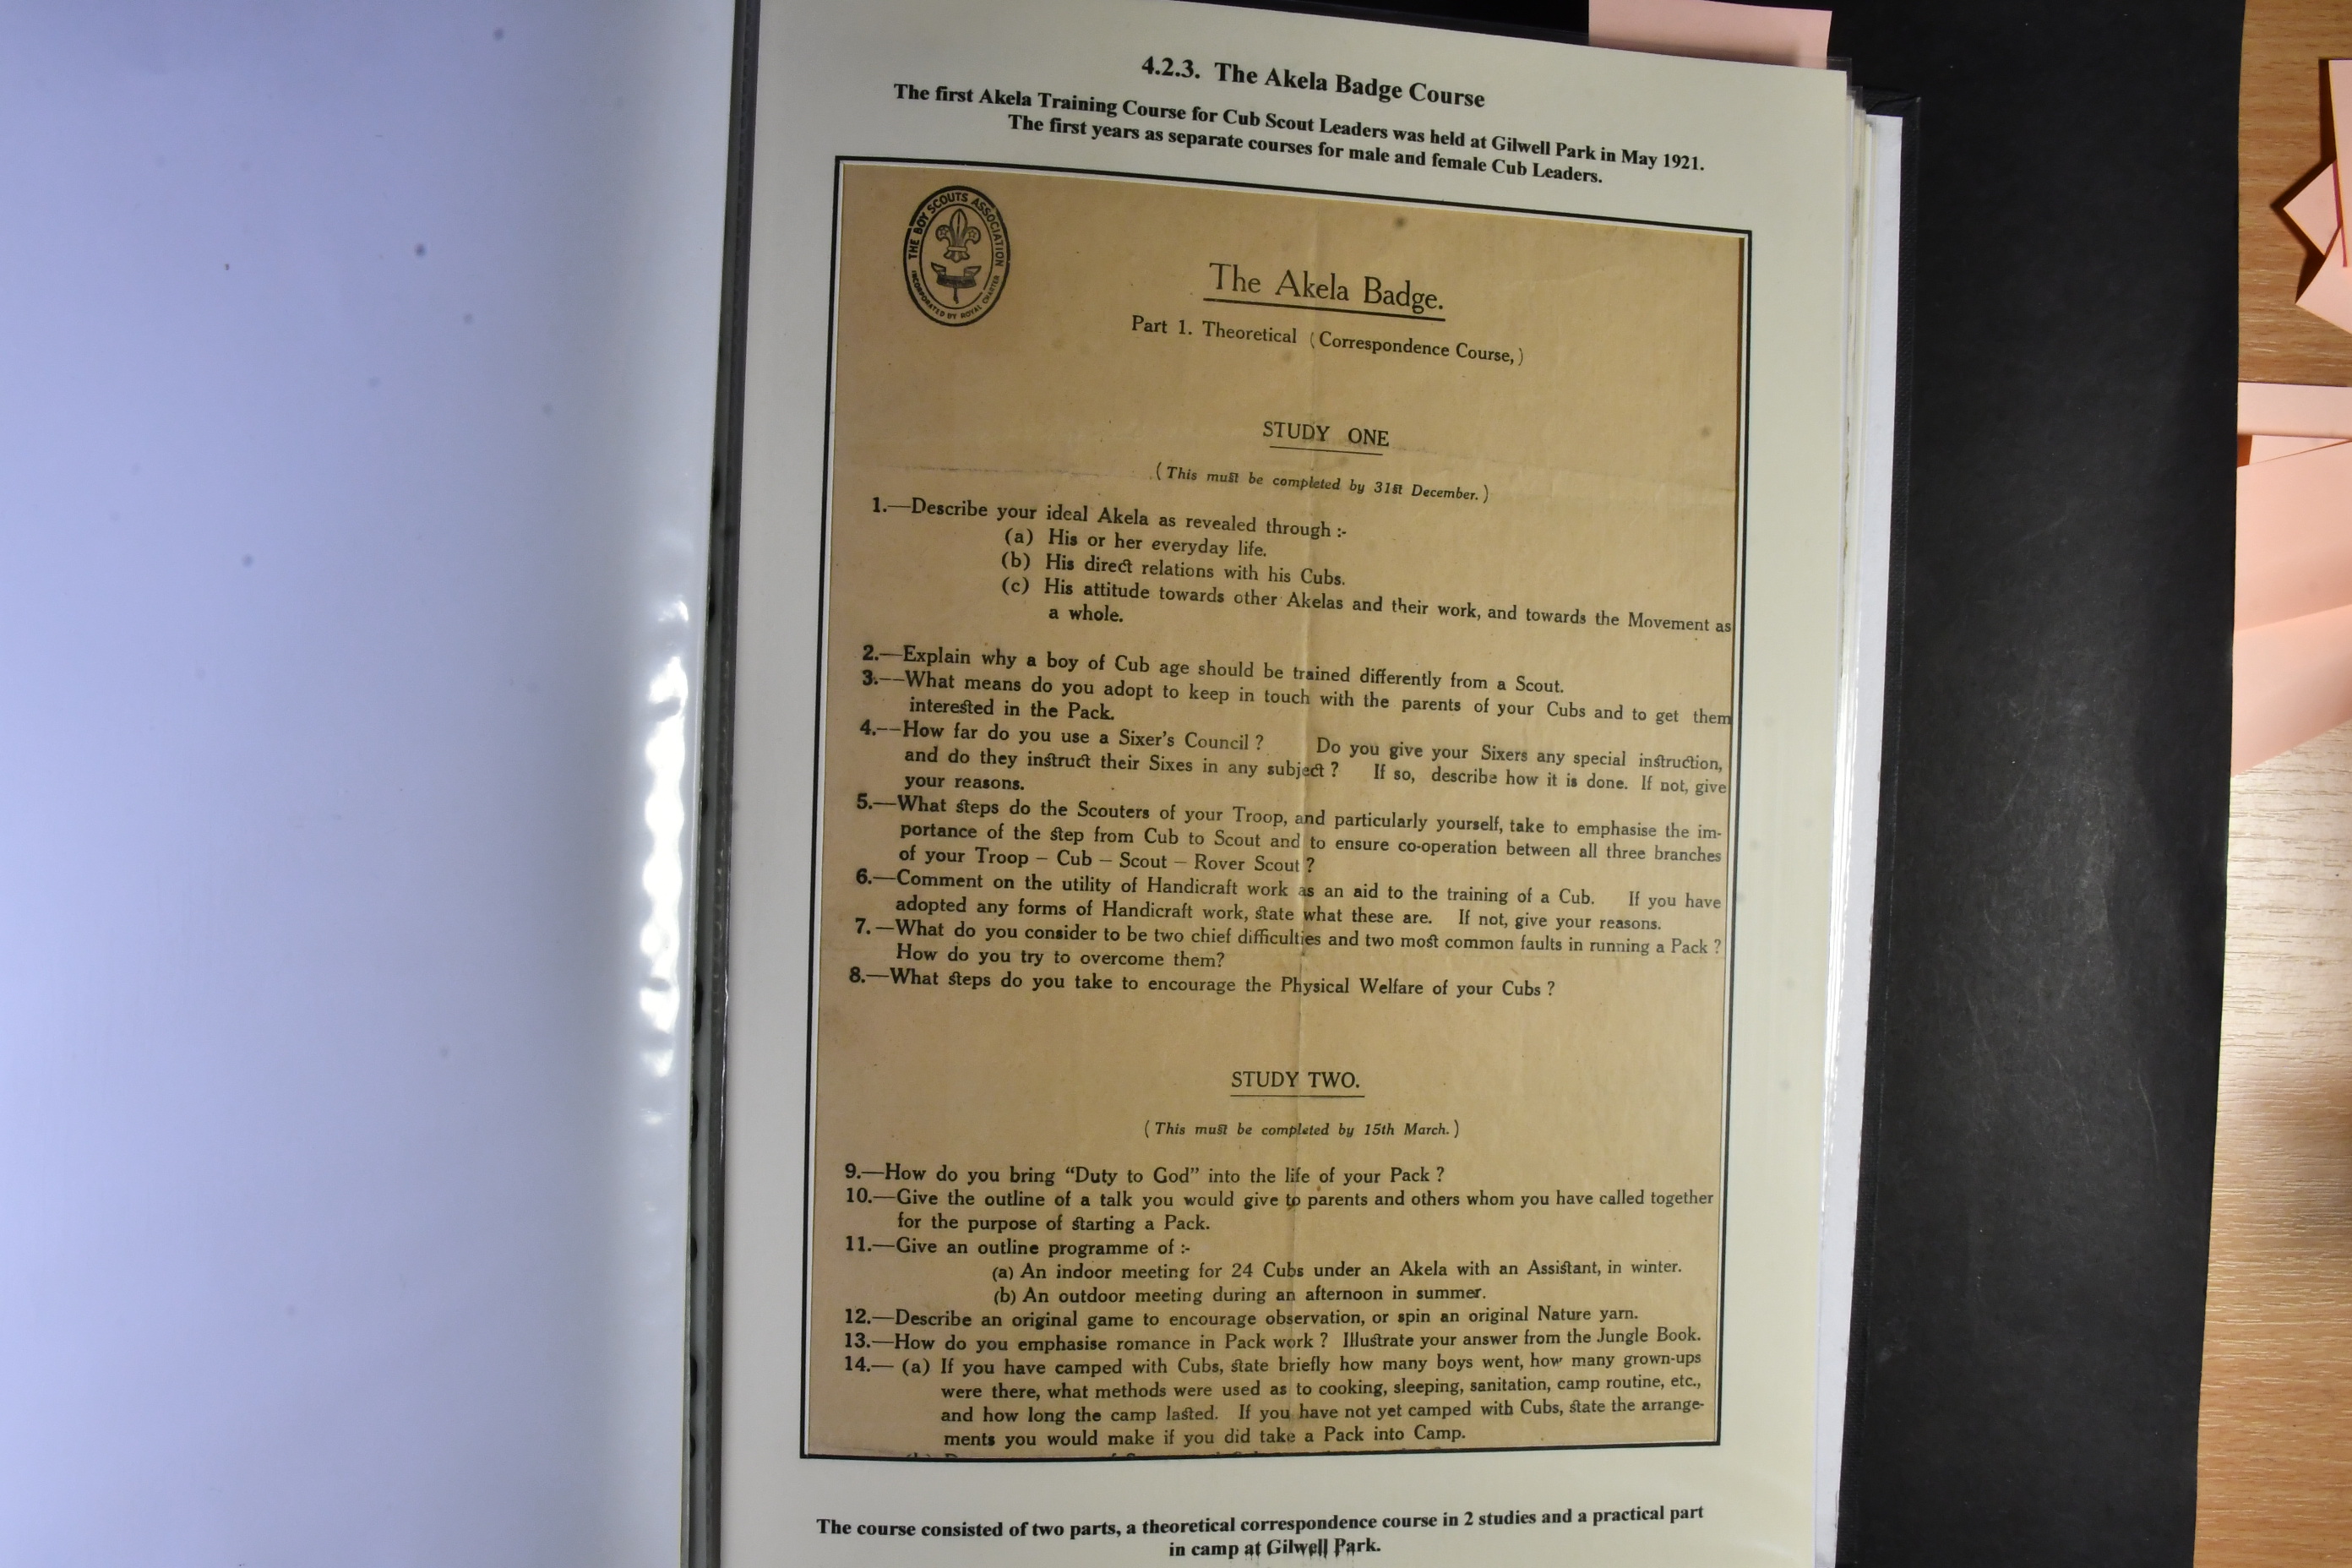 4.2.3. The Akela Badge Course
The first Akela Training Course for Cub Scout Leaders was held at Gilwell Park in May 1921.
The first years as separate courses for male and female Cub Leaders.
THE BOY SCOUTS ASSOCIATION
INCORPORATED BY ROYAL CHARTER
The Akela Badge.
Part 1. Theoretical (Correspondence Course,)
STUDY ONE
(This must be completed by 31st December.)
1.—Describe your ideal Akela as revealed through :-
(a) His or her everyday life.
(b) His direct relations with his Cubs.
(c) His attitude towards other Akelas and their work, and towards the Movement as
a whole.
2.—Explain why a boy of Cub age should be trained differently from a Scout.
3.—What means do you adopt to keep in touch with the parents of your Cubs and to get them
interested in the Pack.
4.—How far do you use a Sixer's Council ? Do you give your Sixers any special instruction,
and do they instruct their Sixes in any subject ? If so, describe how it is done. If not, give
your reasons.
5.—What steps do the Scouters of your Troop, and particularly yourself, take to emphasise the im-
portance of the step from Cub to Scout and to ensure co-operation between all three branches
of your Troop – Cub – Scout – Rover Scout ?
6.—Comment on the utility of Handicraft work as an aid to the training of a Cub. If you have
adopted any forms of Handicraft work, state what these are. If not, give your reasons.
7.—What do you consider to be two chief difficulties and two most common faults in running a Pack ?
How do you try to overcome them?
8.—What steps do you take to encourage the Physical Welfare of your Cubs ?
STUDY TWO.
(This must be completed by 15th March.)
9.—How do you bring “Duty to God” into the life of your Pack ?
10.—Give the outline of a talk you would give to parents and others whom you have called together
for the purpose of starting a Pack.
11.—Give an outline programme of :-
(a) An indoor meeting for 24 Cubs under an Akela with an Assistant, in winter.
(b) An outdoor meeting during an afternoon in summer.
12.—Describe an original game to encourage observation, or spin an original Nature yarn.
13.—How do you emphasise romance in Pack work ? Illustrate your answer from the Jungle Book.
14.— (a) If you have camped with Cubs, state briefly how many boys went, how many grown-ups
were there, what methods were used as to cooking, sleeping, sanitation, camp routine, etc.,
and how long the camp lasted. If you have not yet camped with Cubs, state the arrange-
ments you would make if you did take a Pack into Camp.
The course consisted of two parts, a theoretical correspondence course in 2 studies and a practical part
in camp at Gilwell Park.